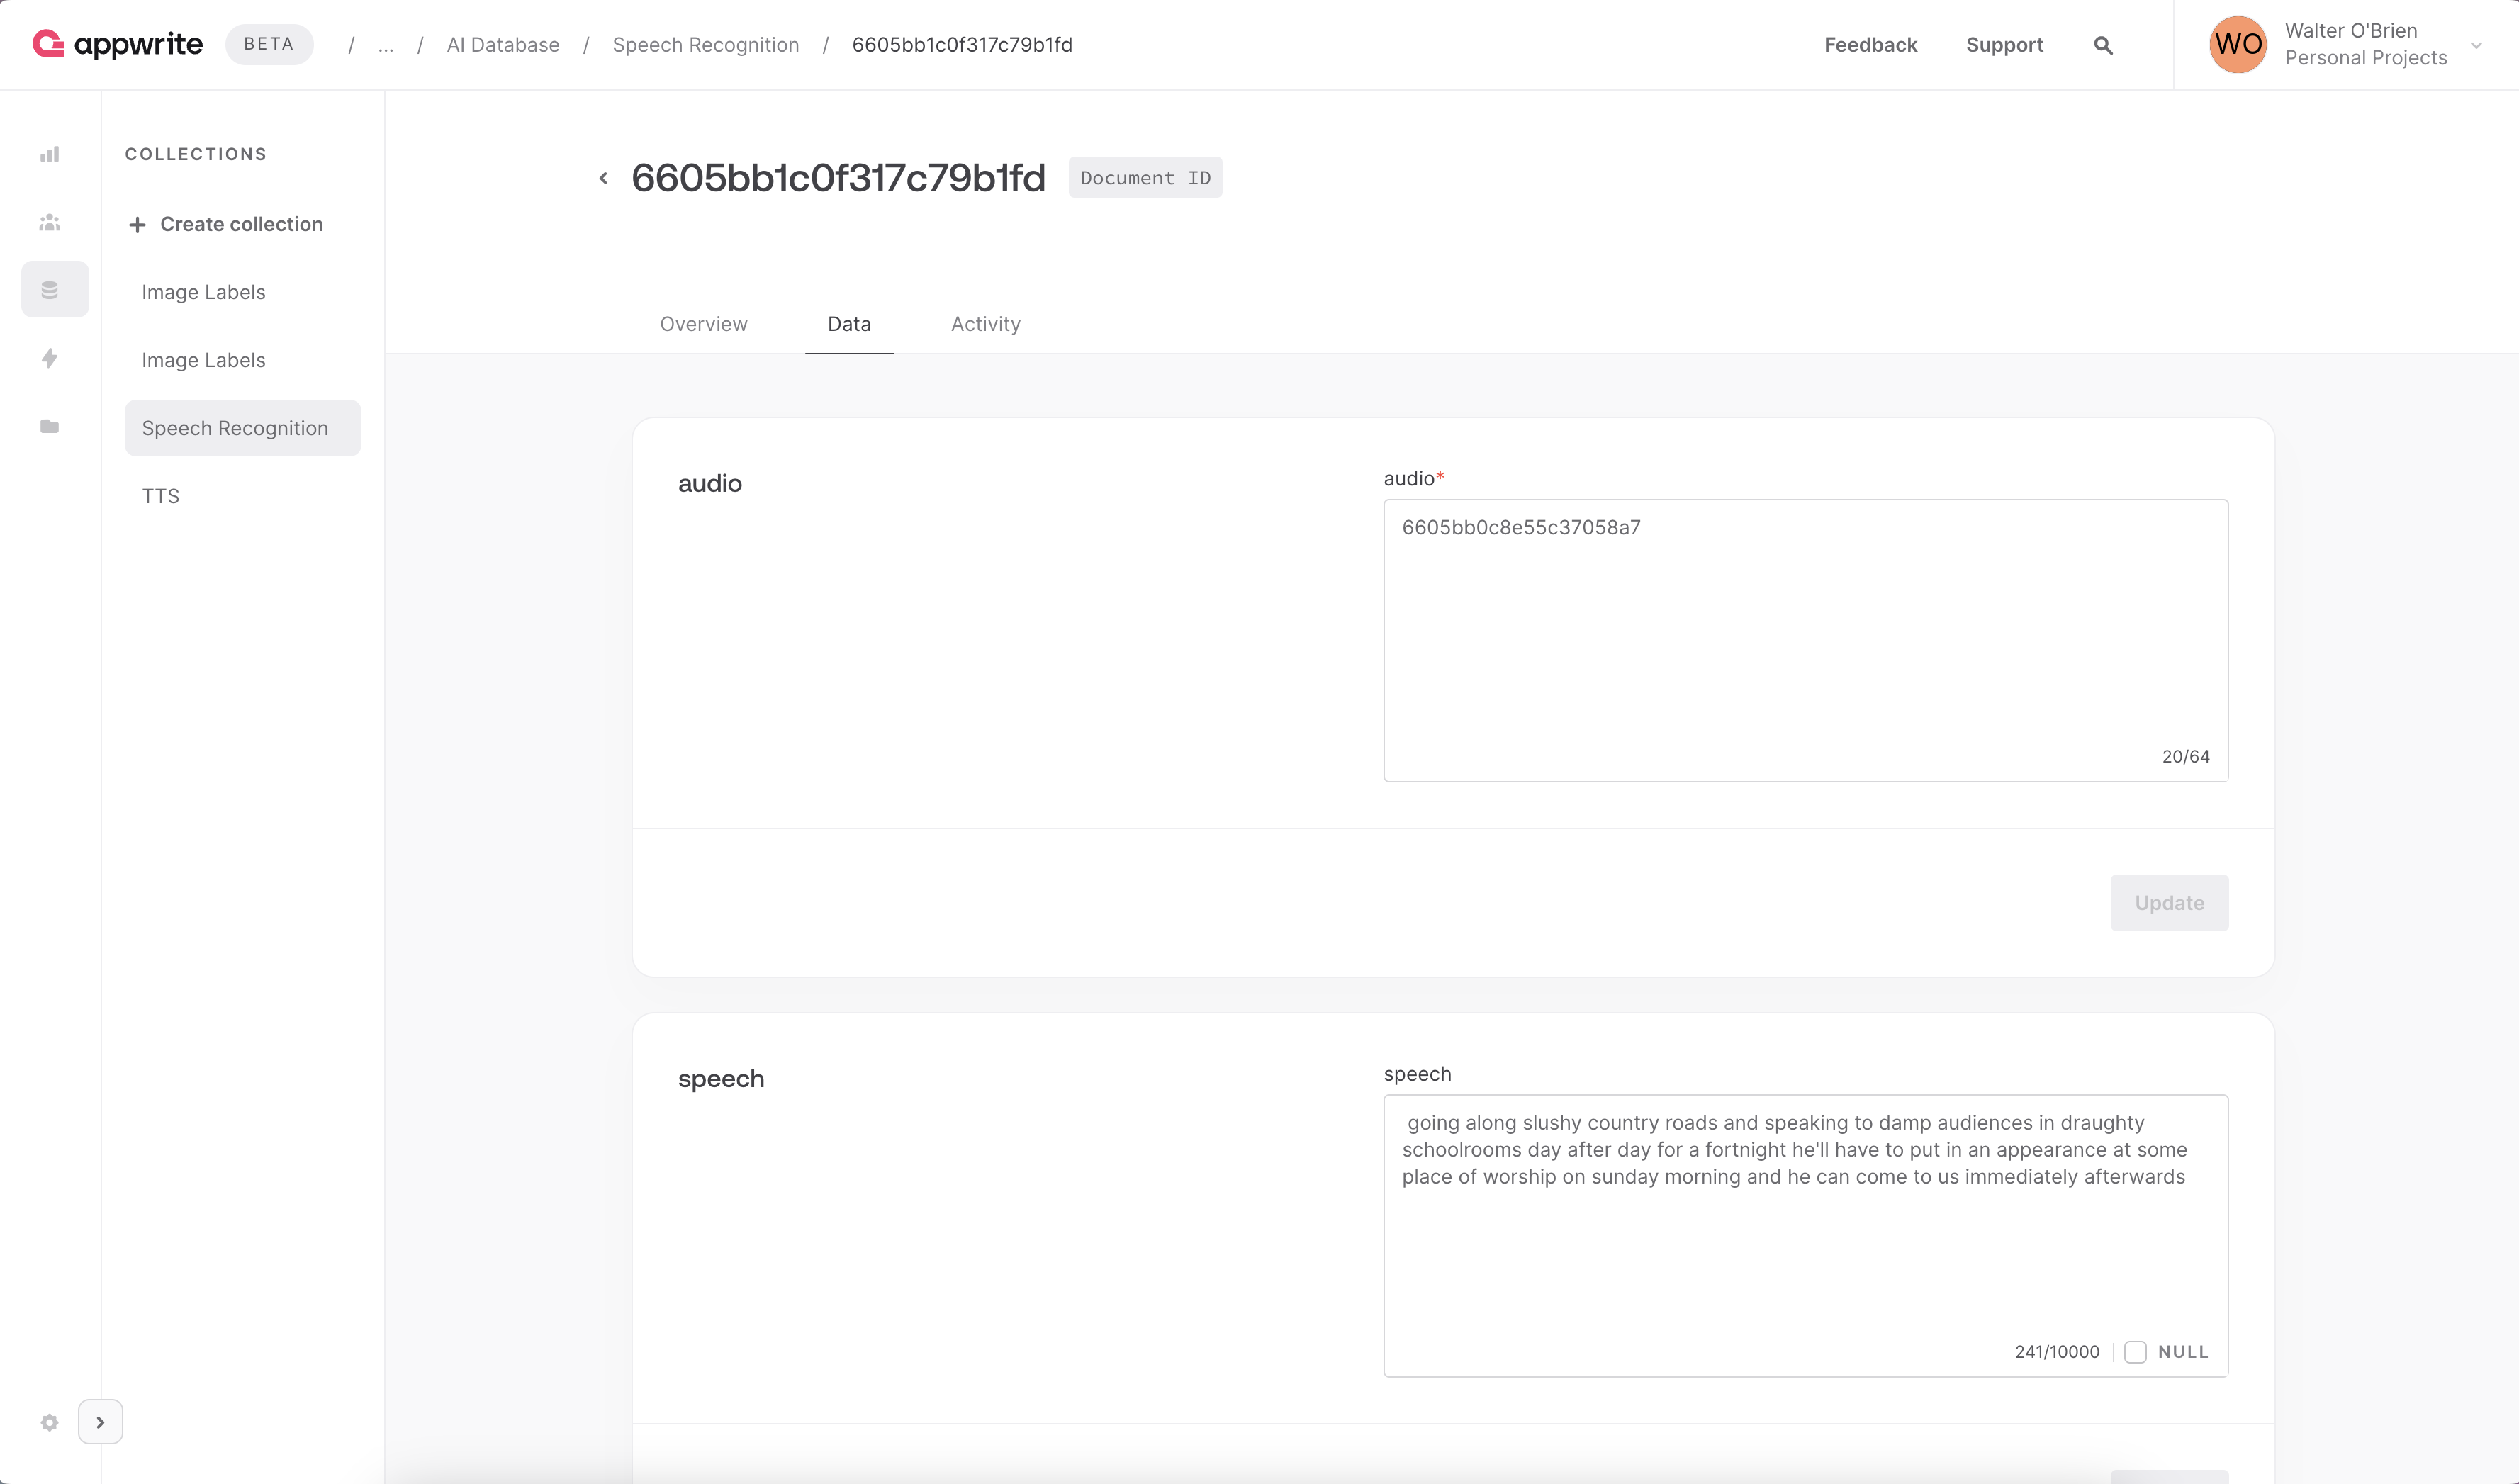 appwrite
BETA
/ ... / AI Database / Speech Recognition / 6605bb1c0f317c79b1fd
Feedback
Support
WO
Walter O'Brien
Personal Projects
COLLECTIONS
+ Create collection
Image Labels
Image Labels
Speech Recognition
TTS
6605bb1c0f317c79b1fd
Document ID
Overview
Data
Activity
audio
audio*
6605bb0c8e55c37058a7
20/64
Update
speech
speech
going along slushy country roads and speaking to damp audiences in draughty
schoolrooms day after day for a fortnight he'll have to put in an appearance at some
place of worship on sunday morning and he can come to us immediately afterwards
241/10000
NULL